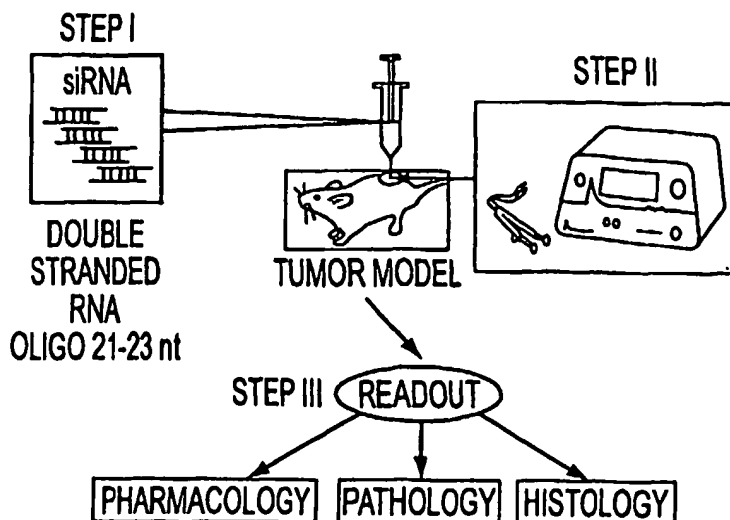 STEP I
siRNA
DOUBLE
STRANDED
RNA
OLIGO 21-23 nt
TUMOR MODEL
STEP II
STEP III
READOUT
PHARMACOLOGY
PATHOLOGY
HISTOLOGY